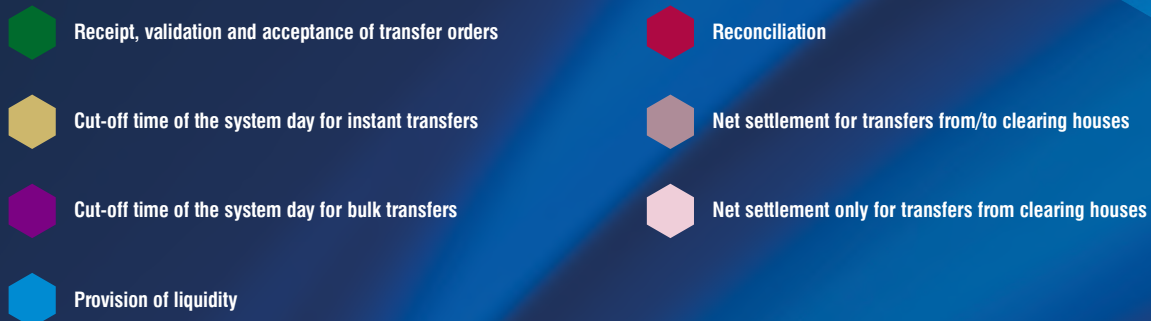 Receipt, validation and acceptance of transfer orders
Cut-off time of the system day for instant transfers
Cut-off time of the system day for bulk transfers
Provision of liquidity
Reconciliation
Net settlement for transfers from/to clearing houses
Net settlement only for transfers from clearing houses